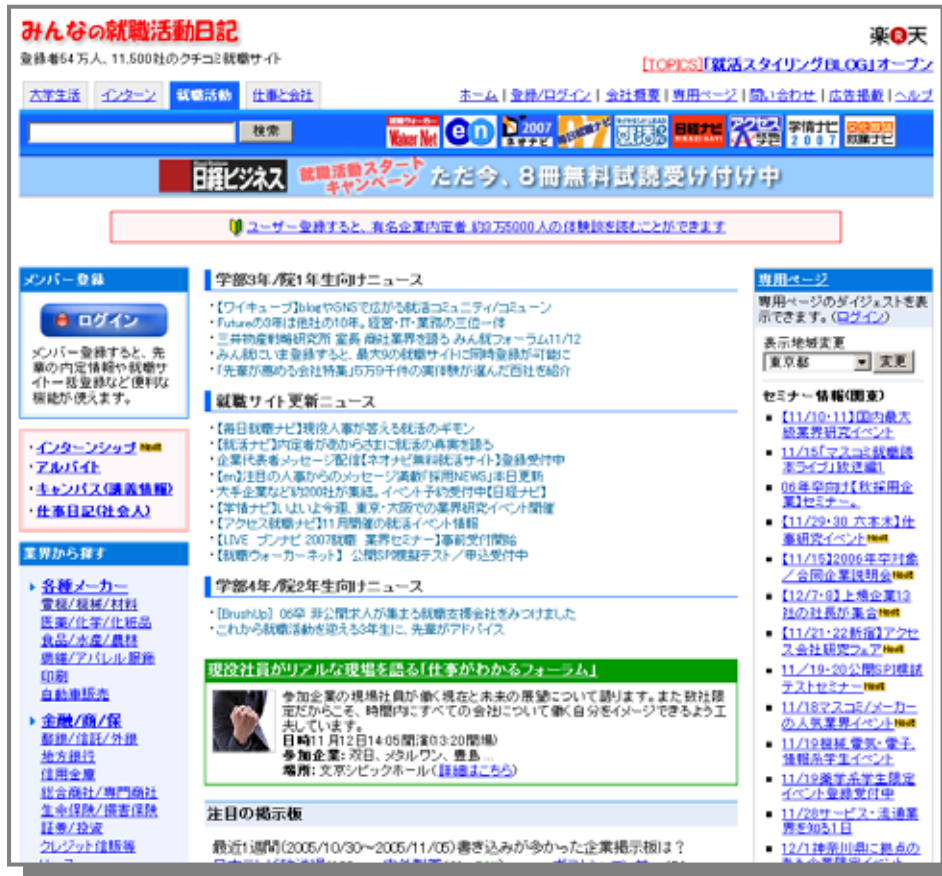 みんなの就職活動日記
登録者54万人、11,500社のクチコミ就職サイト
楽天
[TOPICS]「就活スタイリングBLOG」オープン
大学生活 インターン 就職活動 仕事と会社
ホーム | 登録/ログイン | 会社概要 | 専用ページ | 問い合わせ | 広告掲載 | ヘルプ
検索
就職ウォーカー Walker Net en 2007 毎日就職ナビ 日経ナビ アクセス就職 学情ナビ 2007 就職ナビ
日経ビジネス 就職活動スタートキャンペーン ただ今、8冊無料試読受け付け中
ユーザー登録すると、有名企業内定者 約3万5000人の体験談を読むことができます
メンバー登録
ログイン
メンバー登録すると、先
輩の内定情報や就職サ
イト一括登録など便利な
機能が使えます。
・インターンシップ
・アルバイト
・キャンパス(講義情報)
・仕事日記(社会人)
業界から探す
各種メーカー
電機/機械/材料
医薬/化学/化粧品
食品/水産/農林
繊維/アパレル服飾
印刷
自動車販売
金融/商/保
都銀/信託/外銀
地方銀行
信用金庫
総合商社/専門商社
生命保険/損害保険
証券/投資
クレジット信販等
学部3年/院1年生向けニュース
・【ワイキューブ】blogやSNSで広がる就活コミュニティ/コミューン
・Futureの3年は他社の10年。経営・IT・業務の三位一体
・三井物産戦略研究所 室長 商社業界を語る みん就フォーラム11/12
・みん就にいま登録すると、最大9の就職サイトに同時登録が可能に
・「先輩が薦める会社特集」5万9千件の実体験が選んだ百社を紹介
就職サイト更新ニュース
・【毎日就職ナビ】現役人事が答える就活のギモン
・【就活ナビ】内定者があからさまに就活の真実を語る
・企業代表者メッセージ配信【ネオナビ無料就活サイト】登録受付中
・【en】注目の人事からのメッセージ満載「採用NEWS」本日更新
・大手企業など約200社が集結。イベント予約受付中【日経ナビ】
・【学情ナビ】いよいよ今週、東京・大阪での業界研究イベント開催
・【アクセス就職ナビ】11月開催の就活イベント情報
・【LIVE ブンナビ 2007就職 業界セミナー】事前受付開始
・【就職ウォーカーネット】 公開SPI模擬テスト／申込受付中
学部4年/院2年生向けニュース
・[BrushUp] 06卒 非公開求人が集まる就職支援会社をみつけました
・これから就職活動を迎える3年生に、先輩がアドバイス
現役社員がリアルな現場を語る「仕事がわかるフォーラム」
参加企業の現場社員が働く現在と未来の展望について語ります。また数社限
定だからこそ、時間内にすべての会社について働く自分をイメージできるよう工
夫しています。
日時11月12日14:05開演(13:20開場)
参加企業: 双日、メタルワン、豊島...
場所: 文京シビックホール(詳細はこちら)
注目の掲示板
最近1週間(2005/10/30～2005/11/05)書き込みが多かった企業掲示板は？
専用ページ
専用ページのダイジェストを表
示できます。(ログイン)
表示地域変更
東京都 変更
セミナー情報(関東)
【11/10・11】国内最大
級業界研究イベント
11/15「マスコミ就職読
本ライブ」放送編1
06年卒向け【秋採用企
業】セミナー。
【11/29・30 六本木】仕
事研究イベント
【11/15】2006年卒対象
／合同企業説明会
【12/7・8】上場企業13
社の社長が集合
【11/21・22新宿】アクセ
ス会社研究フェア
11／19・20公開SPI模試
テストセミナー
11/18マスコミ/メーカー
の人気業界イベント
11/19機械、電気・電子、
情報系学生イベント
11/19薬学系学生限定
イベント登録受付中
11/28サービス・流通業
界を知る1日
12/1神奈川県に拠点の